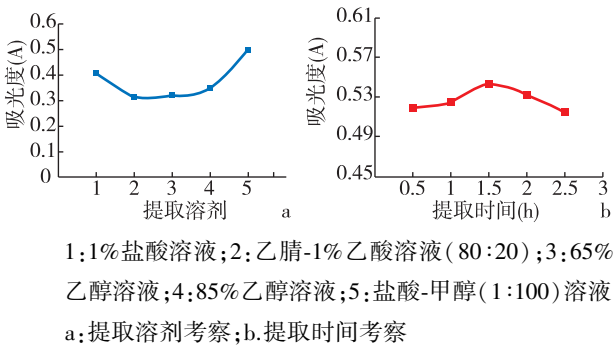 0.6
0.5
0.4
0.3
0.2
0.1
0
吸光度(A)
1 2 3 4 5
提取溶剂
a
0.61
0.57
0.53
0.49
0.45
吸光度(A)
0.5 1 1.5 2 2.5 3
提取时间(h)
b
1:1%盐酸溶液;2:乙腈-1%乙酸溶液(80∶20);3:65%
乙醇溶液;4:85%乙醇溶液;5:盐酸-甲醇(1∶100)溶液
a:提取溶剂考察;b.提取时间考察